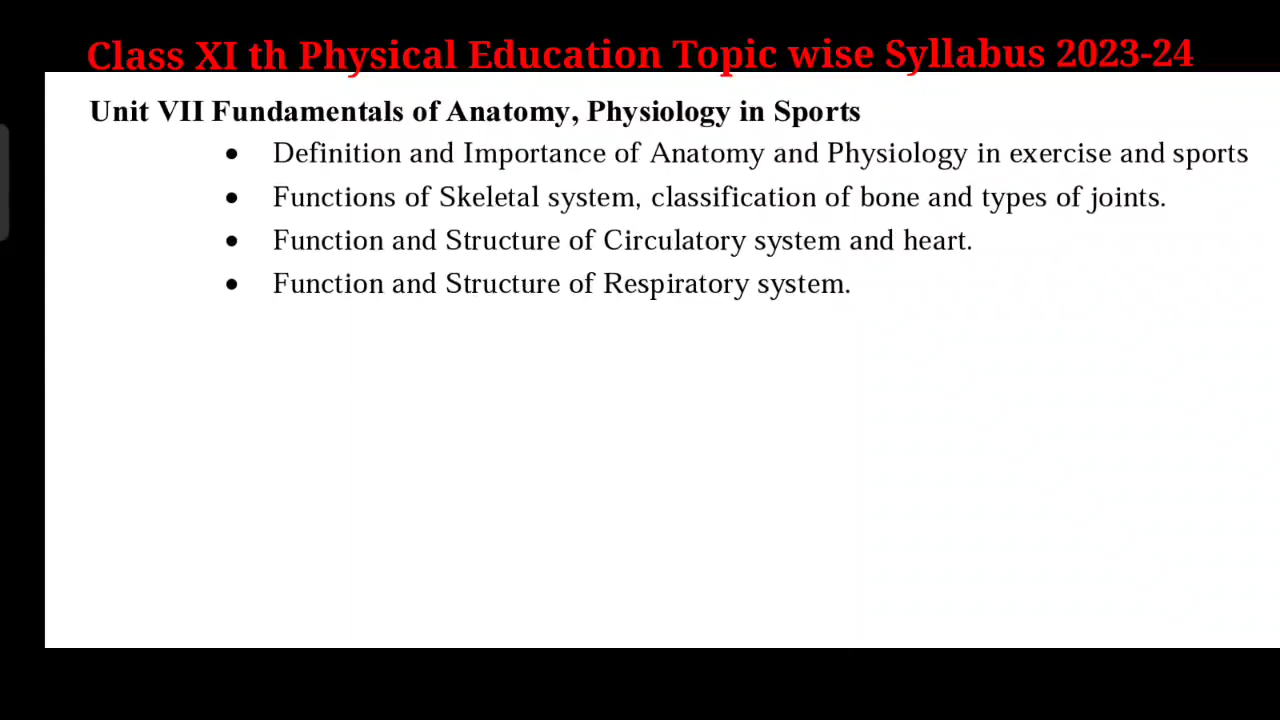 Class XI th Physical Education Topic wise Syllabus 2023-24
Unit VII Fundamentals of Anatomy, Physiology in Sports
• Definition and Importance of Anatomy and Physiology in exercise and sports
• Functions of Skeletal system, classification of bone and types of joints.
• Function and Structure of Circulatory system and heart.
• Function and Structure of Respiratory system.